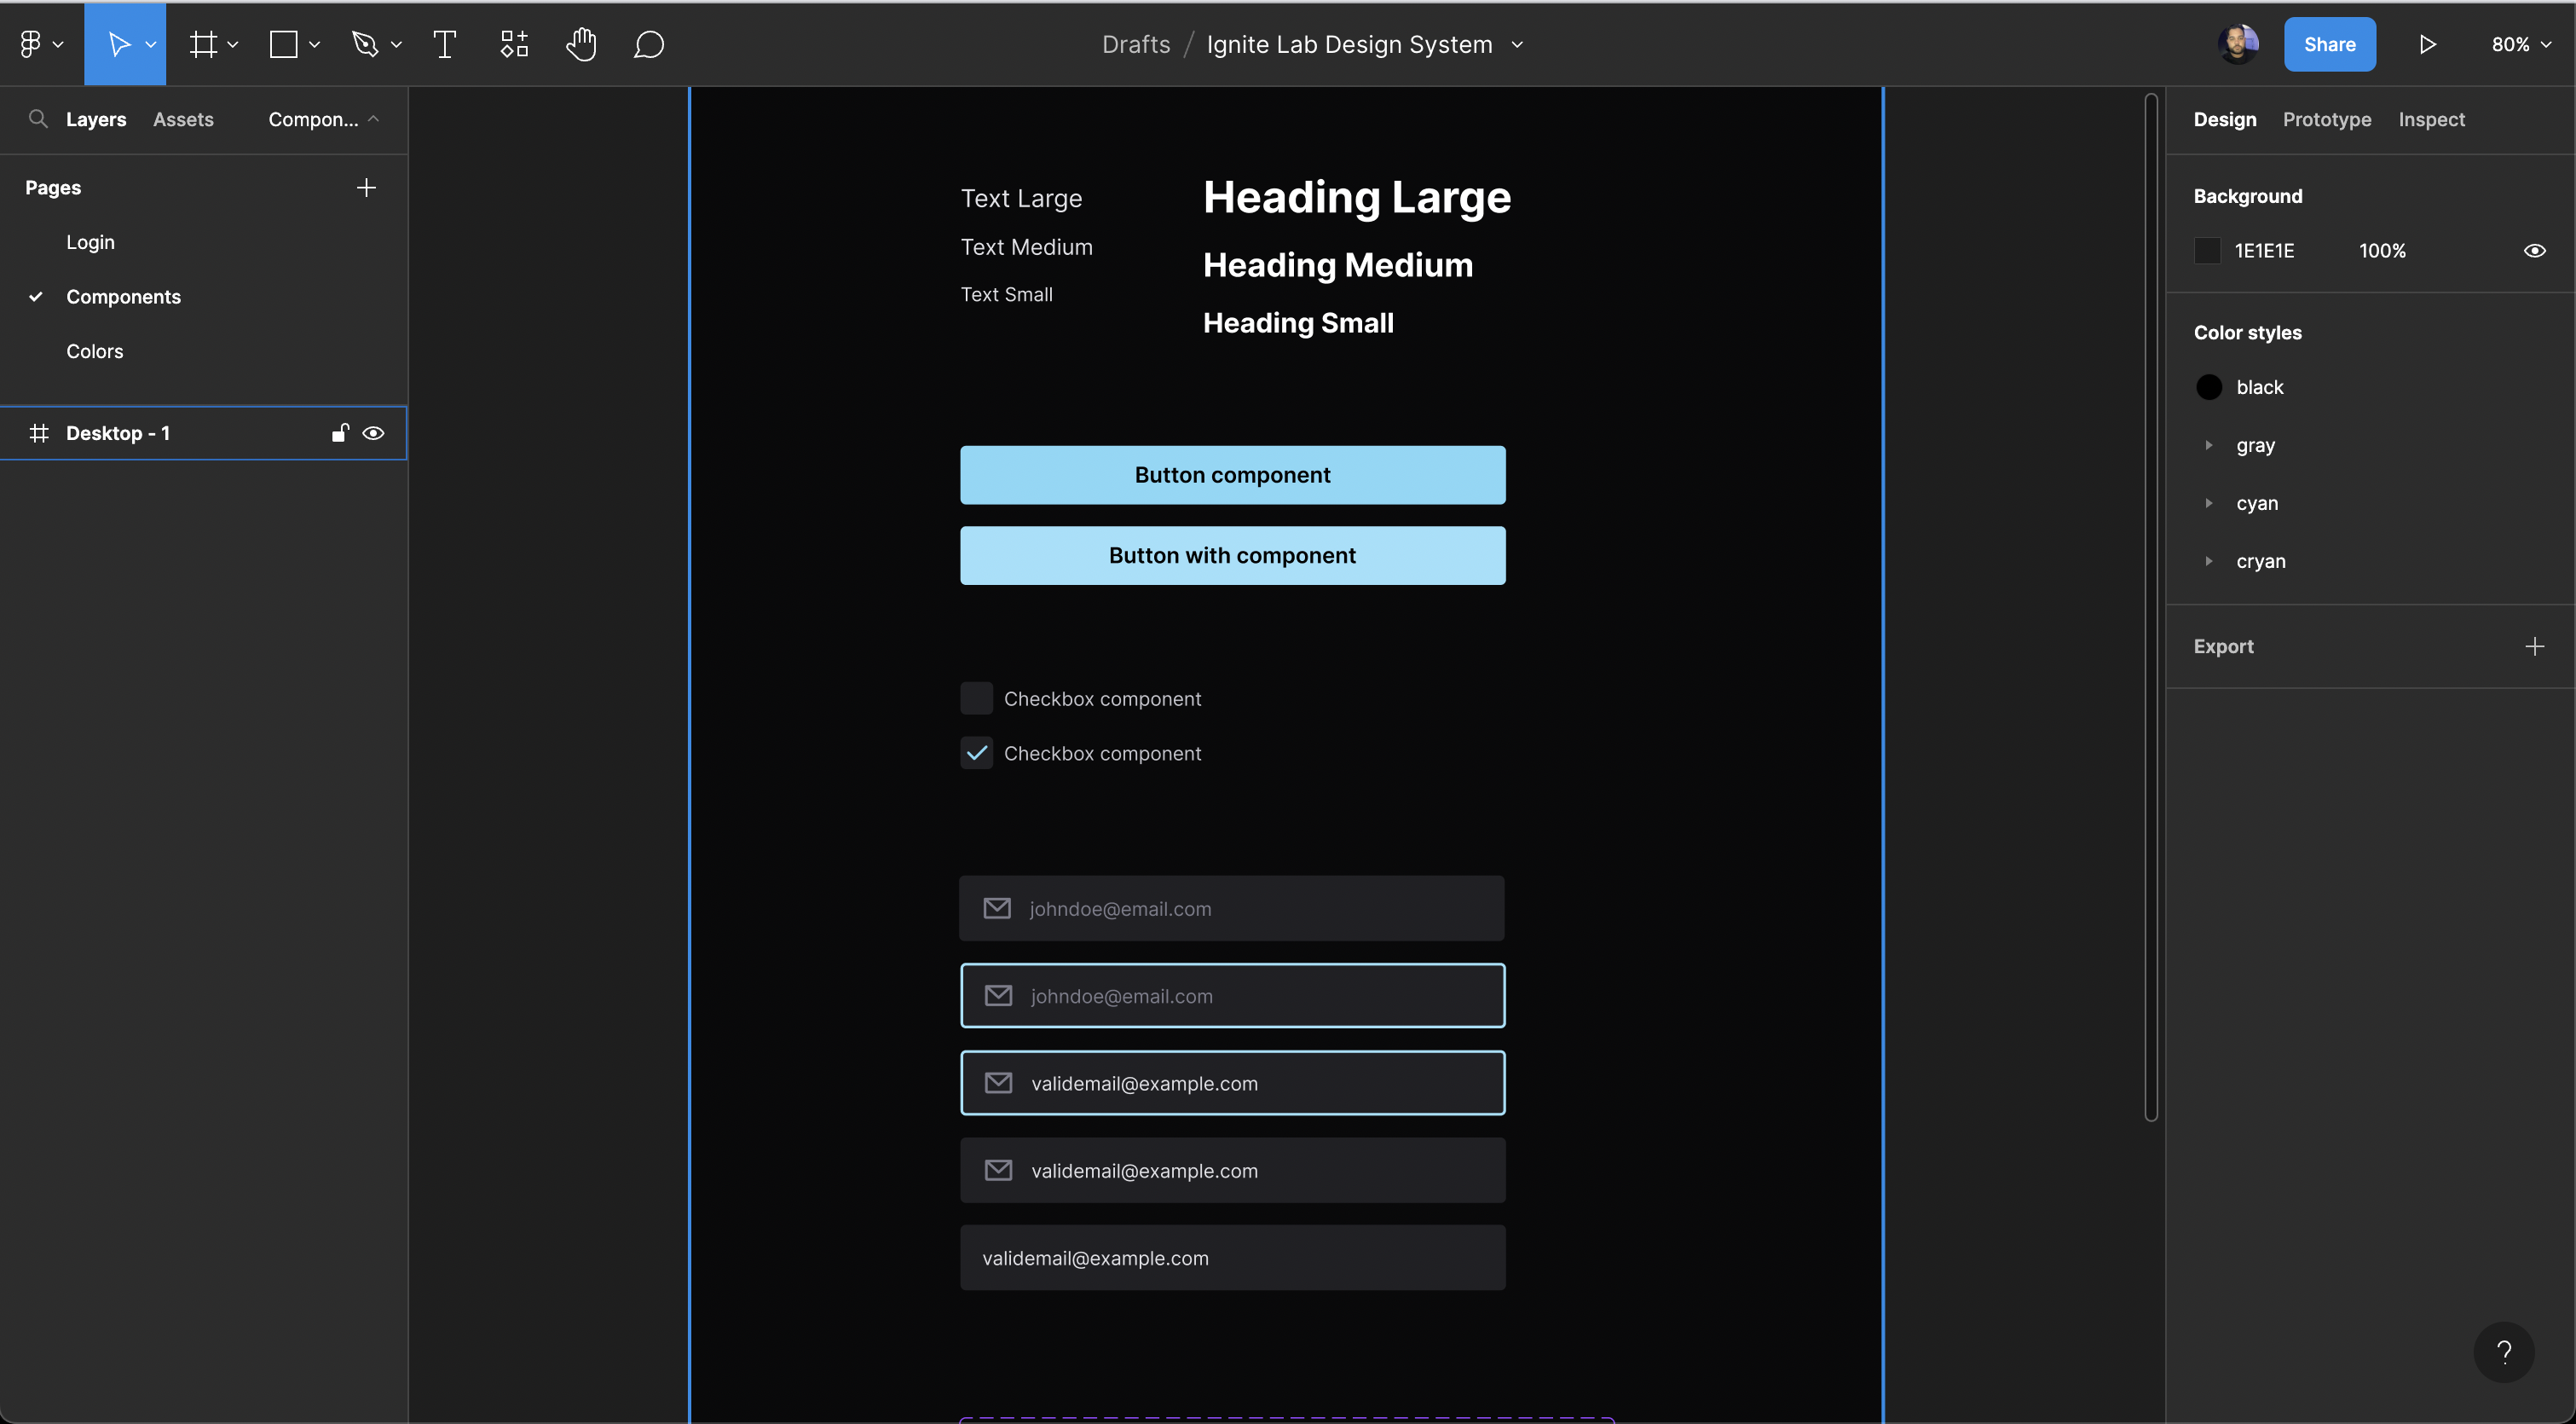 Drafts / Ignite Lab Design System
Share
80%
Layers Assets Compon...
Pages
Login
Components
Colors
Desktop - 1
Text Large
Text Medium
Text Small
Heading Large
Heading Medium
Heading Small
Button component
Button with component
Checkbox component
Checkbox component
johndoe@email.com
johndoe@email.com
validemail@example.com
validemail@example.com
validemail@example.com
Design Prototype Inspect
Background
1E1E1E 100%
Color styles
black
gray
cyan
cryan
Export
?